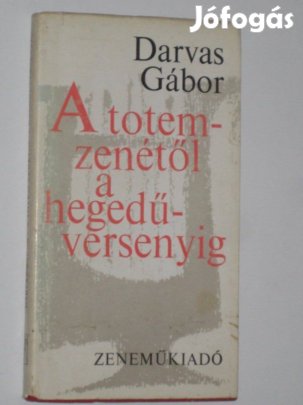 Jófogás
Darvas
Gábor
A totem-
zenétől
a
hegedű-
versenyig
ZENEMŰKIADÓ